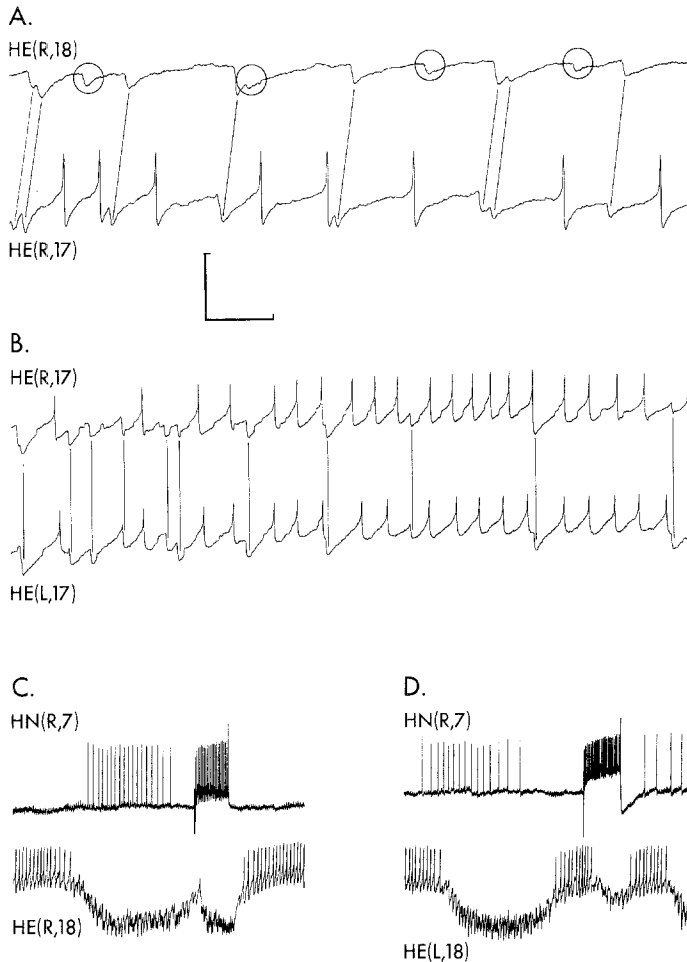 A.
HE(R,18)
HE(R,17)
B.
HE(R,17)
HE(L,17)
C.
HN(R,7)
HE(R,18)
D.
HN(R,7)
HE(L,18)